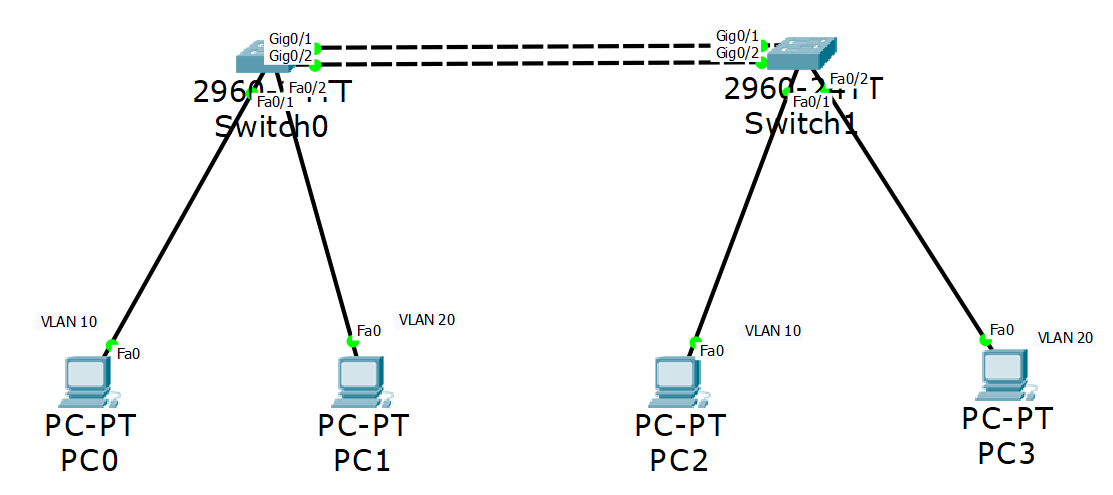 Gig0/1
Gig0/2
Gig0/1
Gig0/2
Fa0/2
Fa0/1
Switch0
Fa0/2
Fa0/1
Switch1
VLAN 10
Fa0
PC-PT
PC0
VLAN 20
Fa0
PC-PT
PC1
VLAN 10
Fa0
PC-PT
PC2
VLAN 20
Fa0
PC-PT
PC3